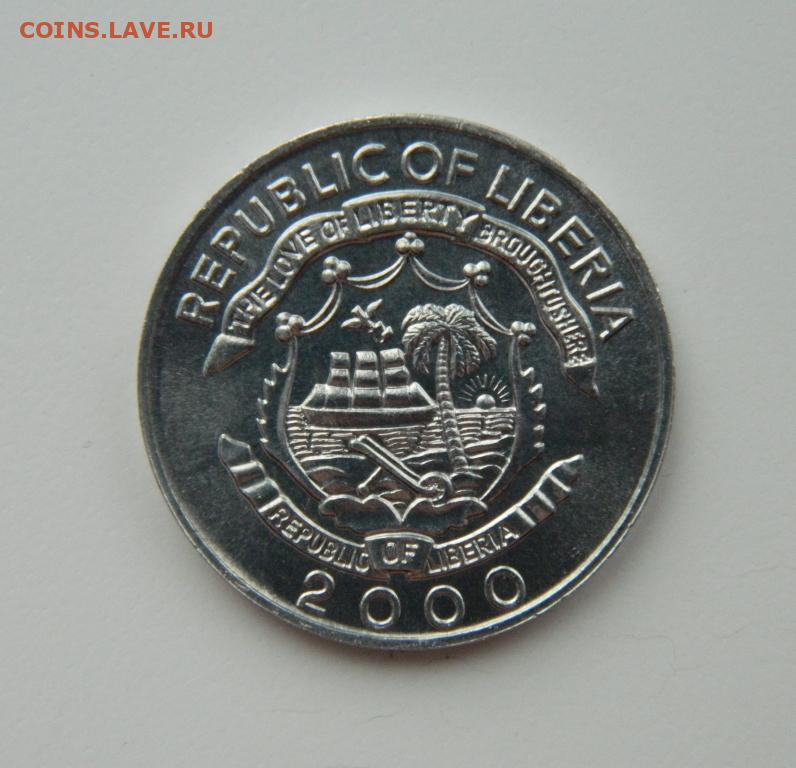 COINS.LAVE.RU
REPUBLIC OF LIBERIA
THE LOVE OF LIBERTY BROUGHT US HERE
REPUBLIC OF LIBERIA
2000